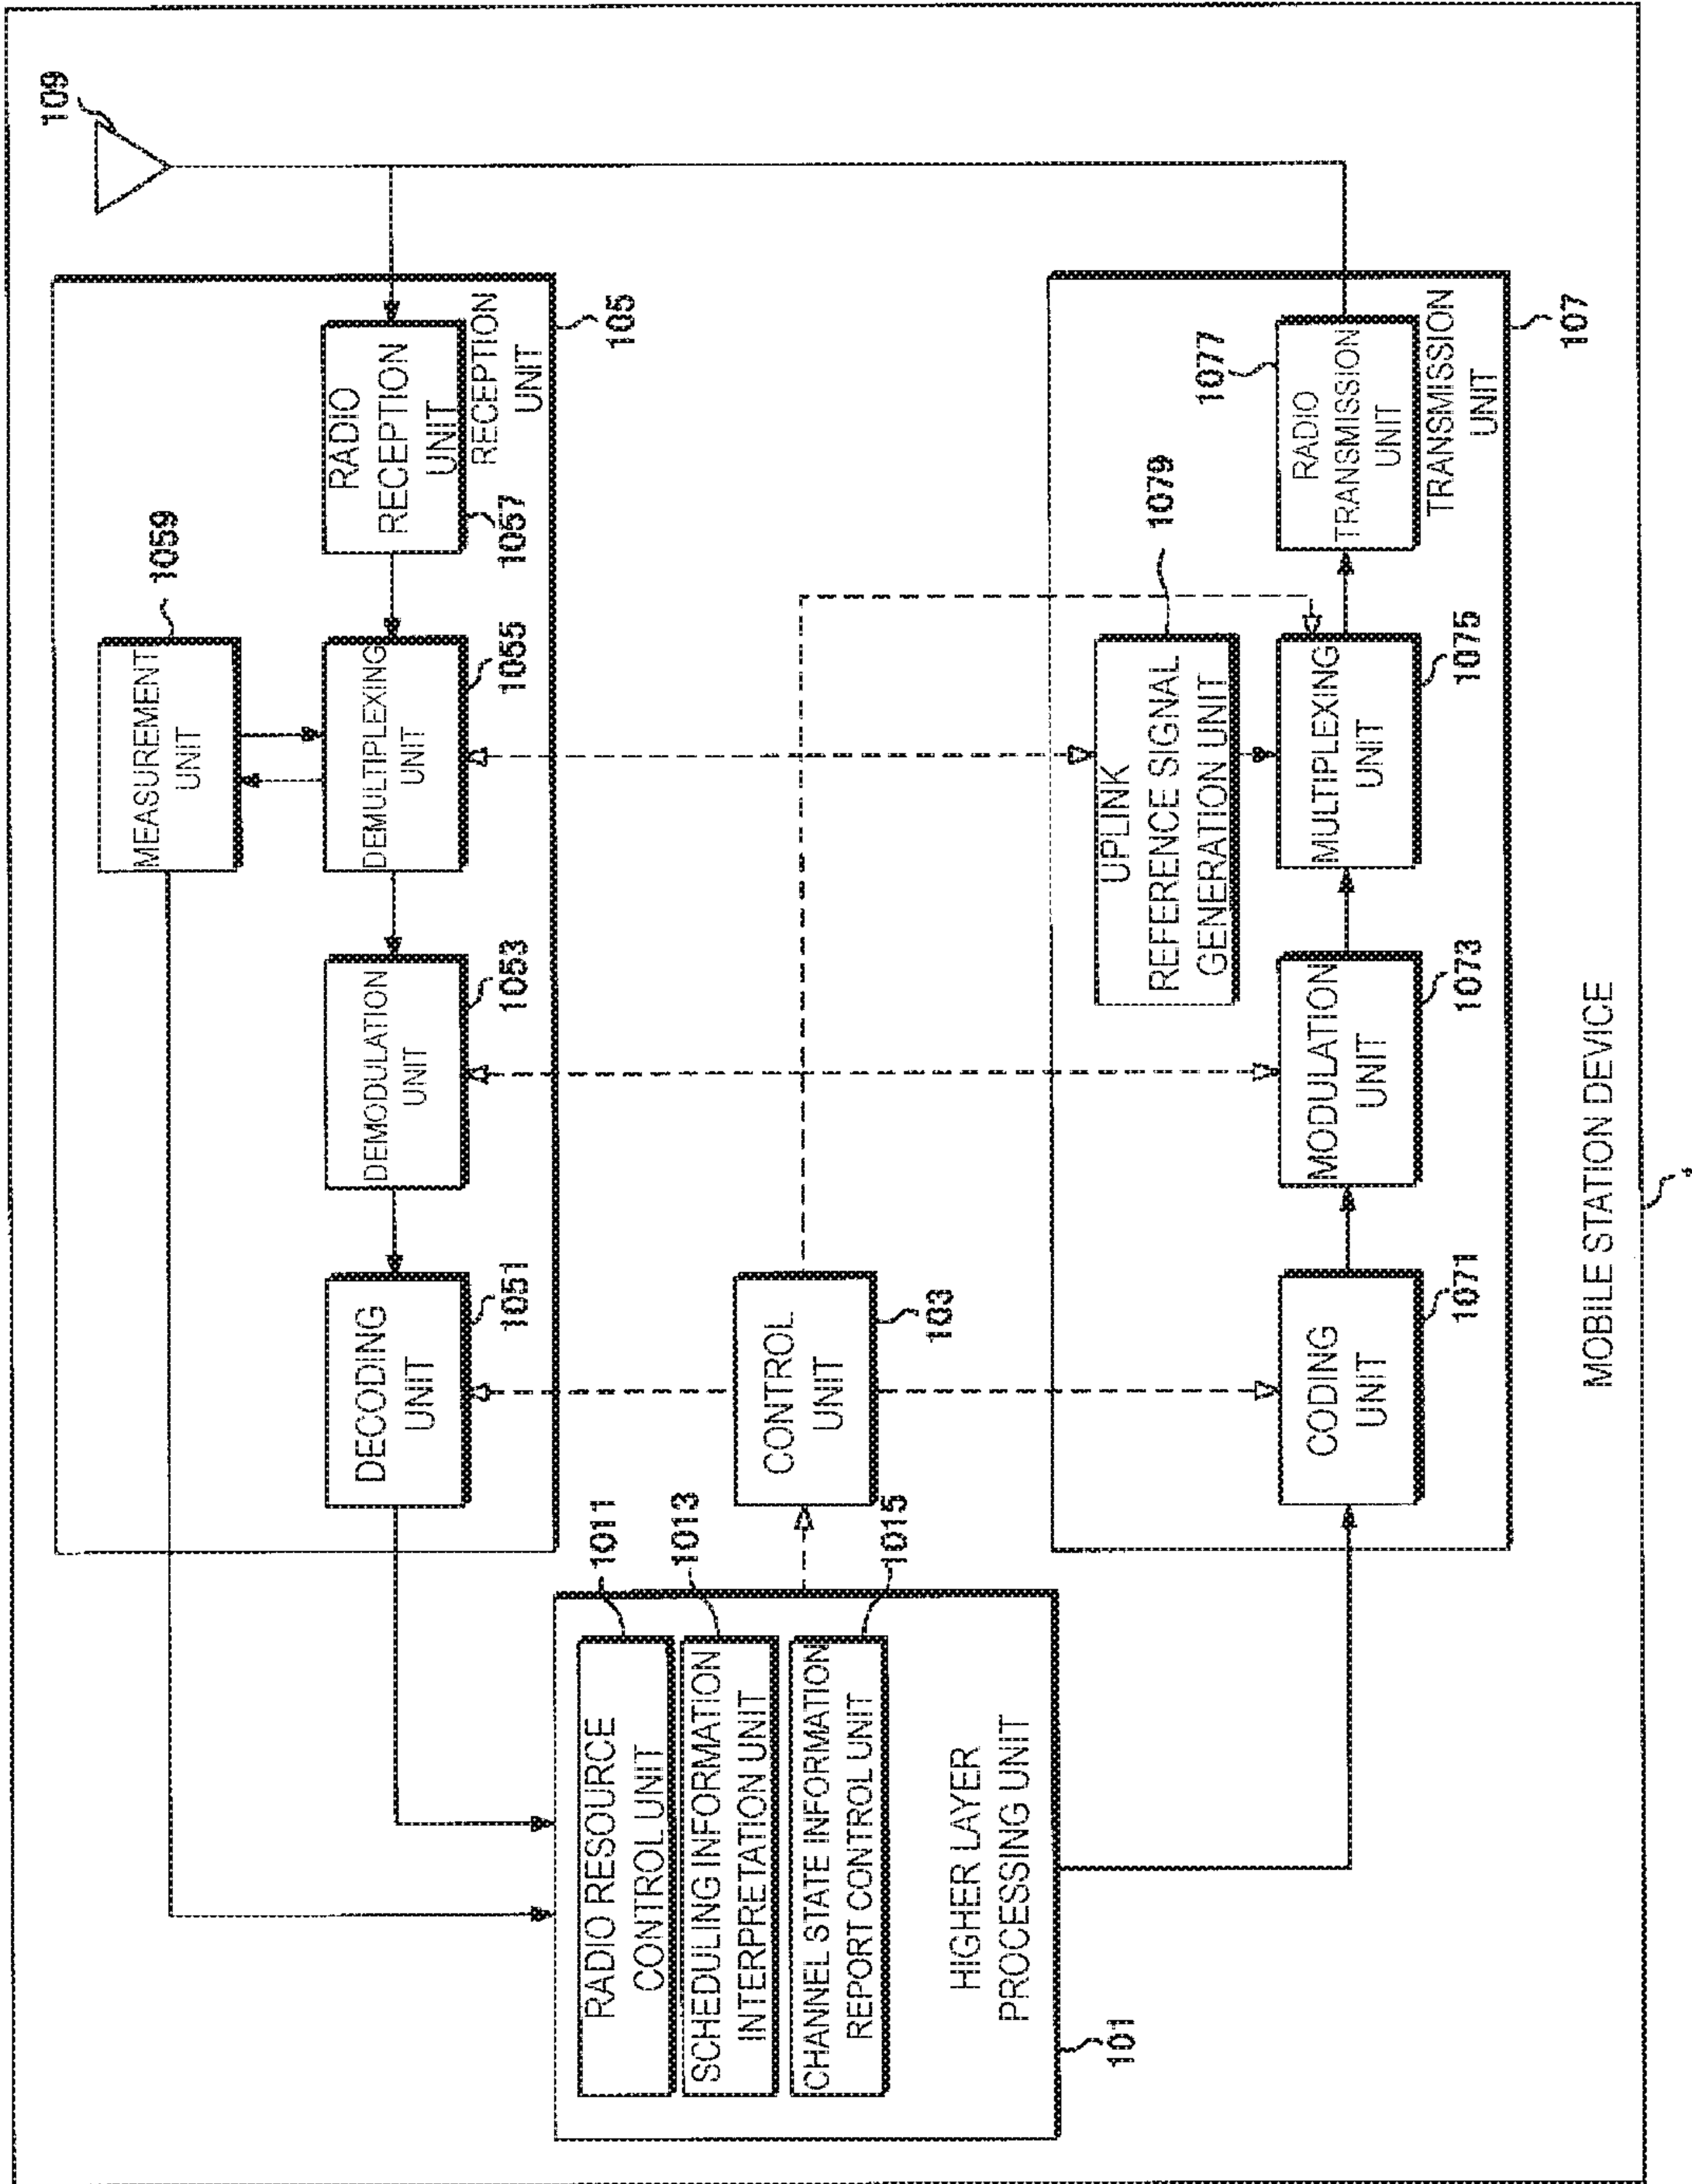 109
MEASUREMENT
UNIT
1059
DECODING
UNIT
1051
DEMODULATION
UNIT
1053
DEMULTIPLEXING
UNIT
1055
RADIO
RECEPTION
UNIT
1057
RECEPTION
UNIT
105
RADIO RESOURCE
CONTROL UNIT
1011
SCHEDULING INFORMATION
INTERPRETATION UNIT
1013
CHANNEL STATE INFORMATION
REPORT CONTROL UNIT
1015
HIGHER LAYER
PROCESSING UNIT
101
CONTROL
UNIT
103
UPLINK
REFERENCE SIGNAL
GENERATION UNIT
1079
CODING
UNIT
1071
MODULATION
UNIT
1073
MULTIPLEXING
UNIT
1075
RADIO
TRANSMISSION
UNIT
1077
TRANSMISSION
UNIT
107
MOBILE STATION DEVICE